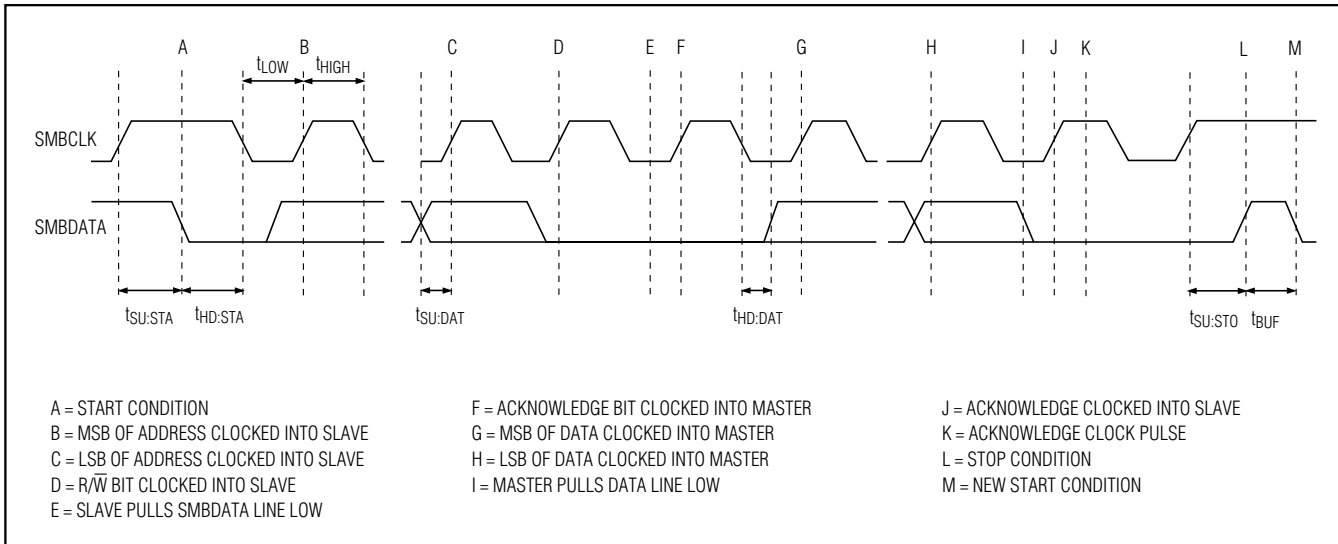 A B C D E F G H I J K L M
tLOW tHIGH
SMBCLK
SMBDATA
tSU:STA tHD:STA tSU:DAT tHD:DAT tSU:STO tBUF
A = START CONDITION
B = MSB OF ADDRESS CLOCKED INTO SLAVE
C = LSB OF ADDRESS CLOCKED INTO SLAVE
D = R/W̅ BIT CLOCKED INTO SLAVE
E = SLAVE PULLS SMBDATA LINE LOW
F = ACKNOWLEDGE BIT CLOCKED INTO MASTER
G = MSB OF DATA CLOCKED INTO MASTER
H = LSB OF DATA CLOCKED INTO MASTER
I = MASTER PULLS DATA LINE LOW
J = ACKNOWLEDGE CLOCKED INTO SLAVE
K = ACKNOWLEDGE CLOCK PULSE
L = STOP CONDITION
M = NEW START CONDITION